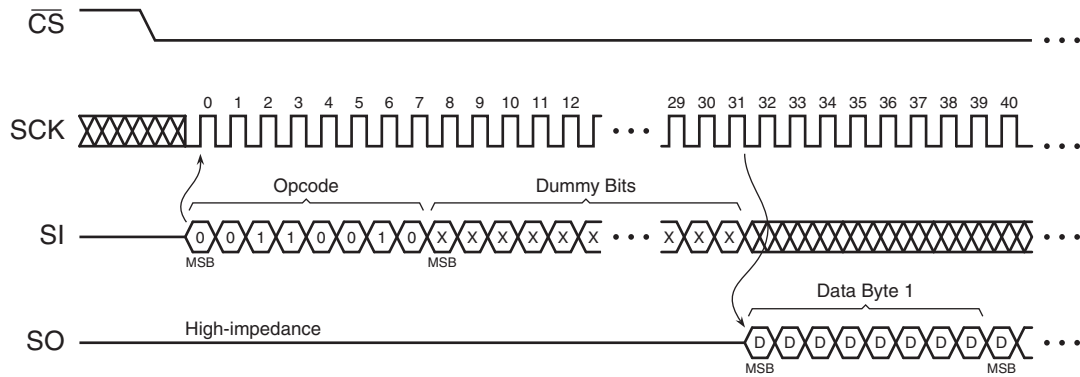 CS
• • •
0 1 2 3 4 5 6 7 8 9 10 11 12 29 30 31 32 33 34 35 36 37 38 39 40
SCK • • • • • •
Opcode Dummy Bits
SI 0 0 1 1 0 0 1 0 X X X X X X • • • X X X • • •
MSB MSB
Data Byte 1
High-impedance
SO D D D D D D D D D • • •
MSB MSB